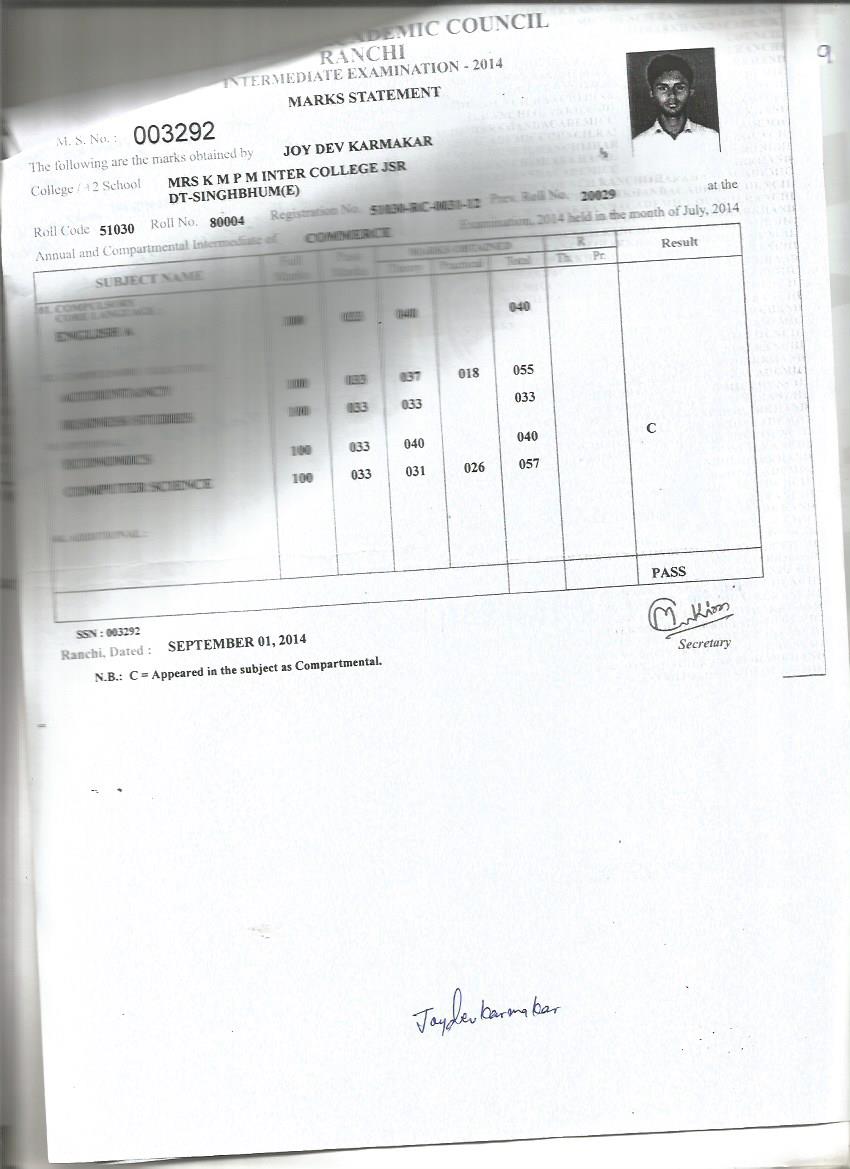 ACADEMIC COUNCIL
RANCHI
INTERMEDIATE EXAMINATION - 2014
MARKS STATEMENT
9
M. S. No. : 003292
The following are the marks obtained by JOY DEV KARMAKAR
College / +2 School MRS K M P M INTER COLLEGE JSR
DT-SINGHBHUM(E)
Roll Code 51030 Roll No. 80004 Registration No. 51030-RC-0031-12 Prev. Roll No. 20029 at the
Annual and Compartmental Intermediate of COMMERCE Examination, 2014 held in the month of July, 2014
SUBJECT NAME Full Marks Pass Marks MARKS OBTAINED R Result
Theory Practical Total Th. Pr.
01. COMPULSORY
CORE LANGUAGE :
ENGLISH A 100 033 040 040
ACCOUNTANCY 100 033 037 018 055
BUSINESS STUDIES 100 033 033 033 C
ECONOMICS 100 033 040 040
COMPUTER SCIENCE 100 033 031 026 057
ADDITIONAL :
PASS
SSN : 003292
Ranchi, Dated : SEPTEMBER 01, 2014
Secretary
N.B.: C = Appeared in the subject as Compartmental.
Joydev karmakar